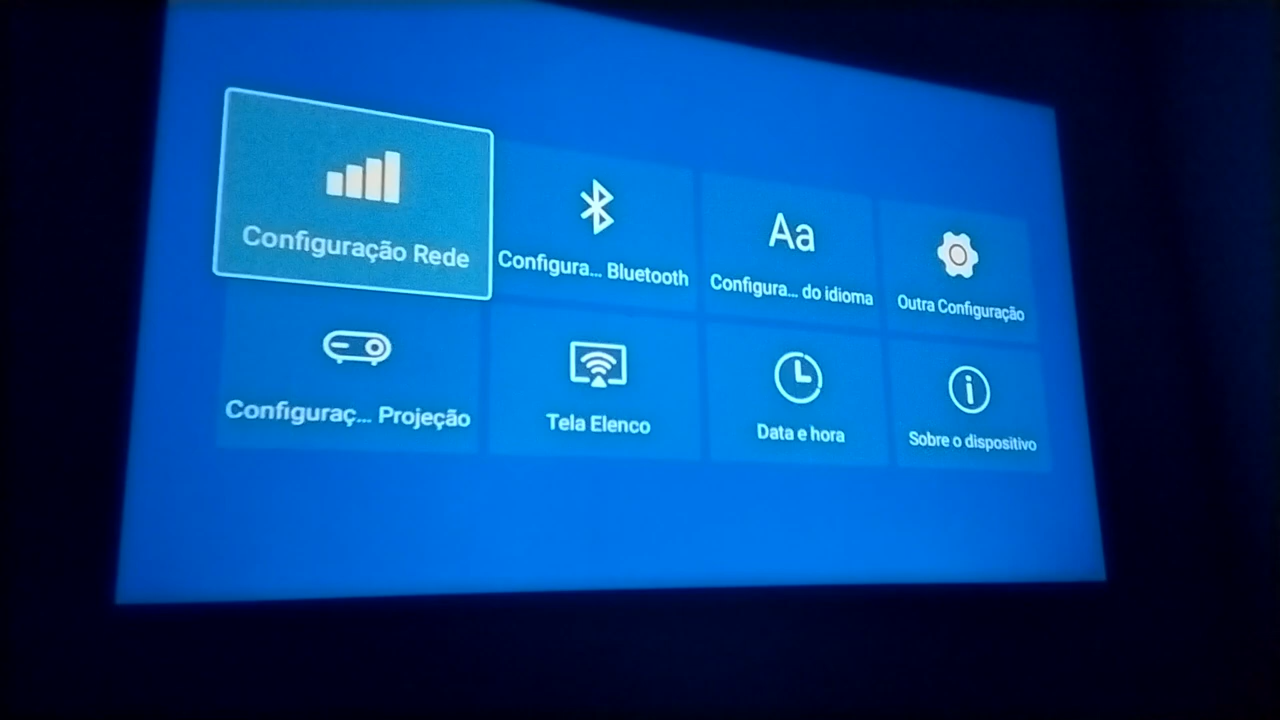 Configuração Rede
Configura... Bluetooth
Configura... do idioma
Outra Configuração
Configuraç... Projeção
Tela Elenco
Data e hora
Sobre o dispositivo